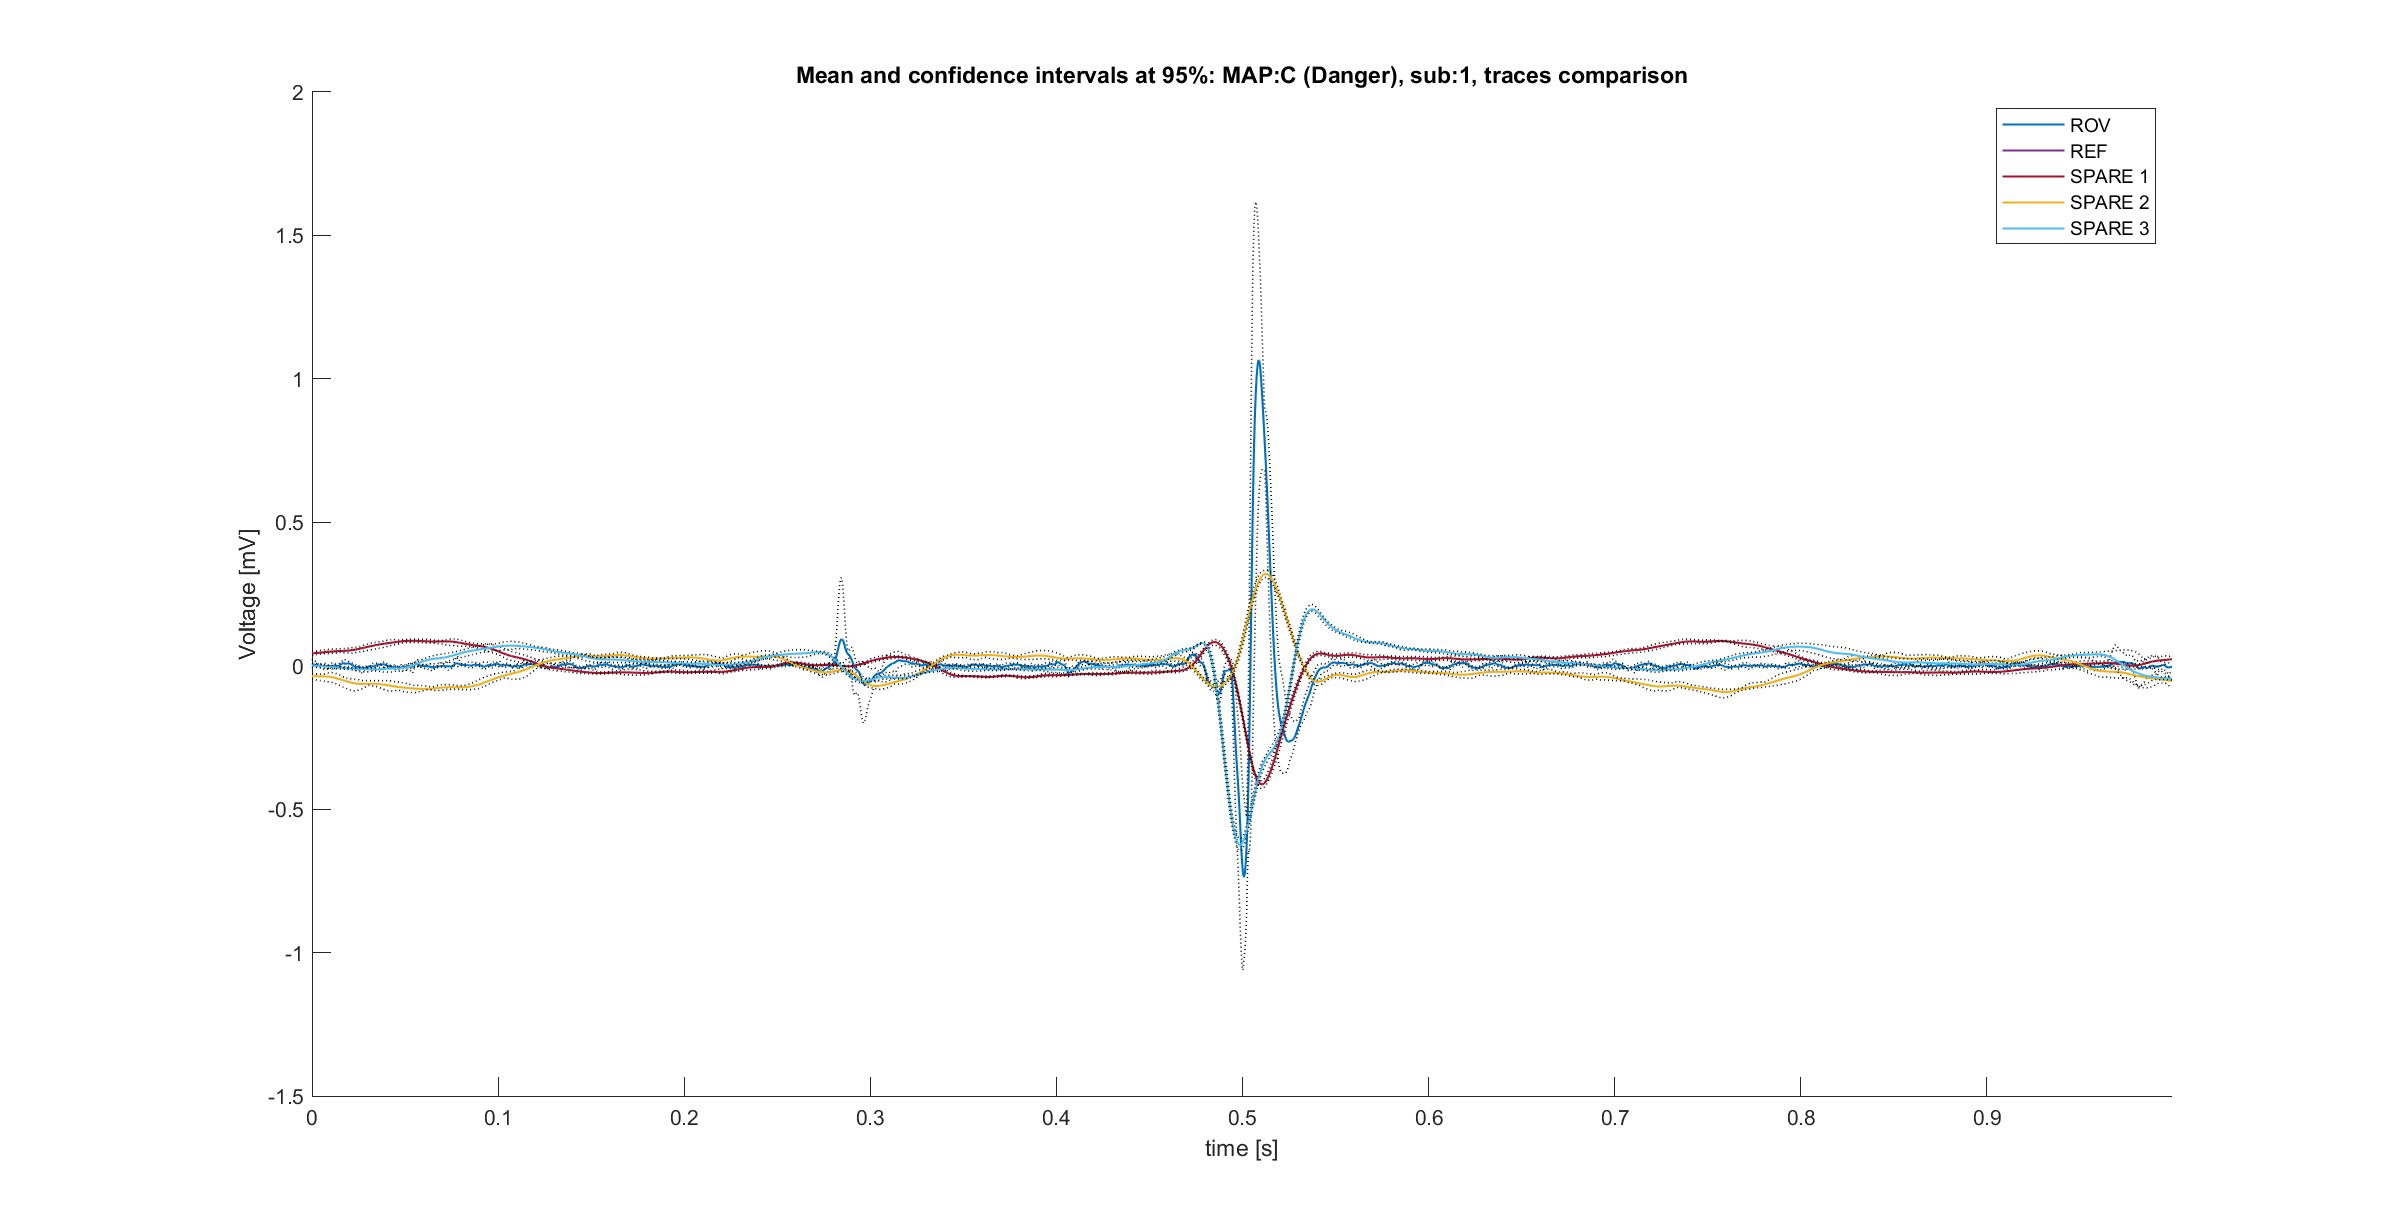 Mean and confidence intervals at 95%: MAP:C (Danger), sub:1, traces comparison
2
1.5
1
0.5
0
-0.5
-1
-1.5
Voltage [mV]
ROV
REF
SPARE 1
SPARE 2
SPARE 3
0 0.1 0.2 0.3 0.4 0.5 0.6 0.7 0.8 0.9
time [s]